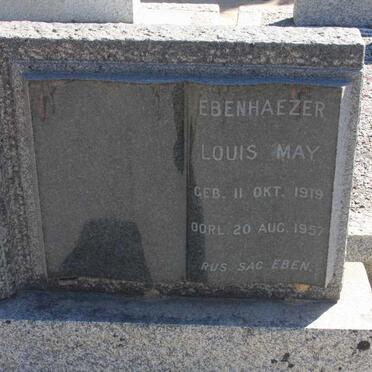 EBENHAEZER
LOUIS MAY
GEB. 11 OKT. 1919
OORL. 20 AUG. 1957
RUS SAG EBEN.